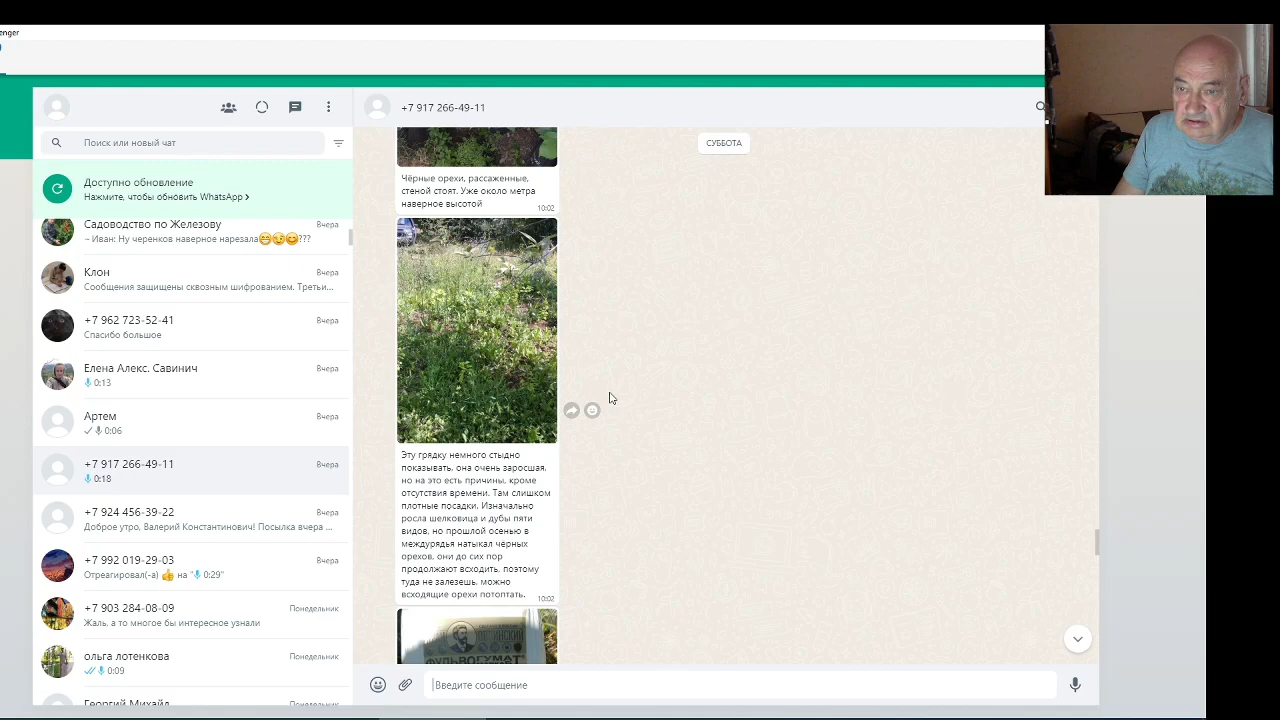 enger
Поиск или новый чат
Доступно обновление
Нажмите, чтобы обновить WhatsApp
Садоводство по Железову
Вчера
~ Иван: Ну черенков наверное нарезала😁😉😊???
Клон
Вчера
Сообщения защищены сквозным шифрованием. Третьи...
+7 962 723-52-41
Вчера
Спасибо большое
Елена Алекс. Савинич
Вчера
0:13
Артем
Вчера
0:06
+7 917 266-49-11
Вчера
0:18
+7 924 456-39-22
Вчера
Доброе утро, Валерий Константинович! Посылка вчера ...
+7 992 019-29-03
Вчера
Отреагировал(-а) 👍 на "0:29"
+7 903 284-08-09
Понедельник
Жаль, а то многое бы интересное узнали
ольга лотенкова
Понедельник
0:09
Георгий Михайл
Понедельник
+7 917 266-49-11
СУББОТА
Чёрные орехи, рассаженные,
стеной стоят. Уже около метра
наверное высотой
10:02
Эту грядку немного стыдно
показывать, она очень заросшая,
но на это есть причины, кроме
отсутствия времени. Там слишком
плотные посадки. Изначально
росла шелковица и дубы пяти
видов, но прошлой осенью в
междурядья натыкал чёрных
орехов, они до сих пор
продолжают всходить, поэтому
туда не залезешь, можно
всходящие орехи потоптать.
10:02
ФУЛЬВОГУМАТ
Введите сообщение